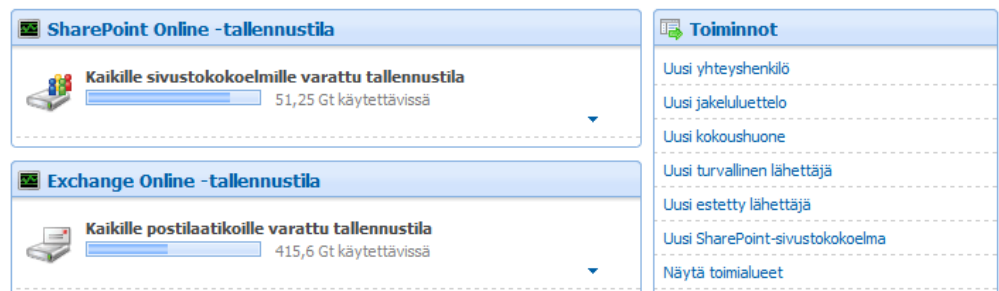 SharePoint Online -tallennustila
Kaikille sivustokokoelmille varattu tallennustila
51,25 Gt käytettävissä
Exchange Online -tallennustila
Kaikille postilaatikoille varattu tallennustila
415,6 Gt käytettävissä
Toiminnot
Uusi yhteyshenkilö
Uusi jakeluluettelo
Uusi kokoushuone
Uusi turvallinen lähettäjä
Uusi estetty lähettäjä
Uusi SharePoint-sivustokokoelma
Näytä toimialueet